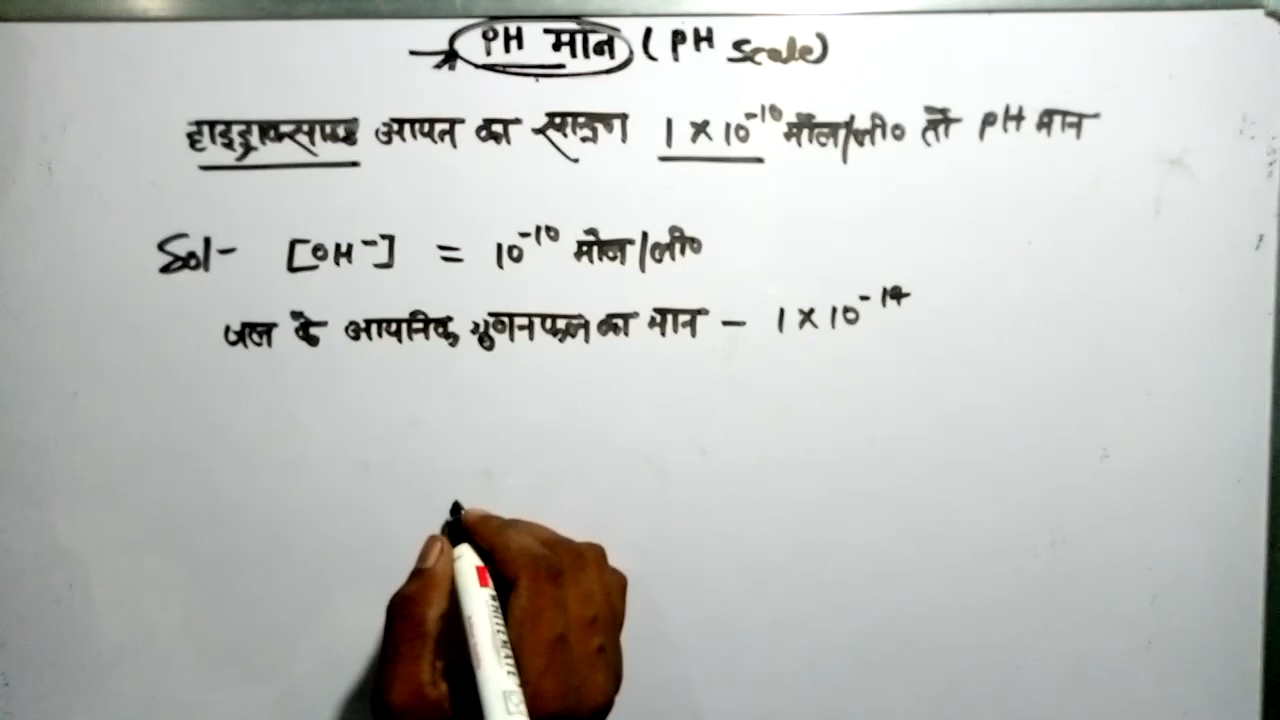 PH मान (PH Scale)
हाइड्राक्साइड आयन का सान्द्रण 1 × 10⁻¹⁰ मोल/ली० तो PH मान
Sol- [OH⁻] = 10⁻¹⁰ मोल/ली०
जल के आयनिक गुणनफल का मान - 1 × 10⁻¹⁴
WHITEMATE